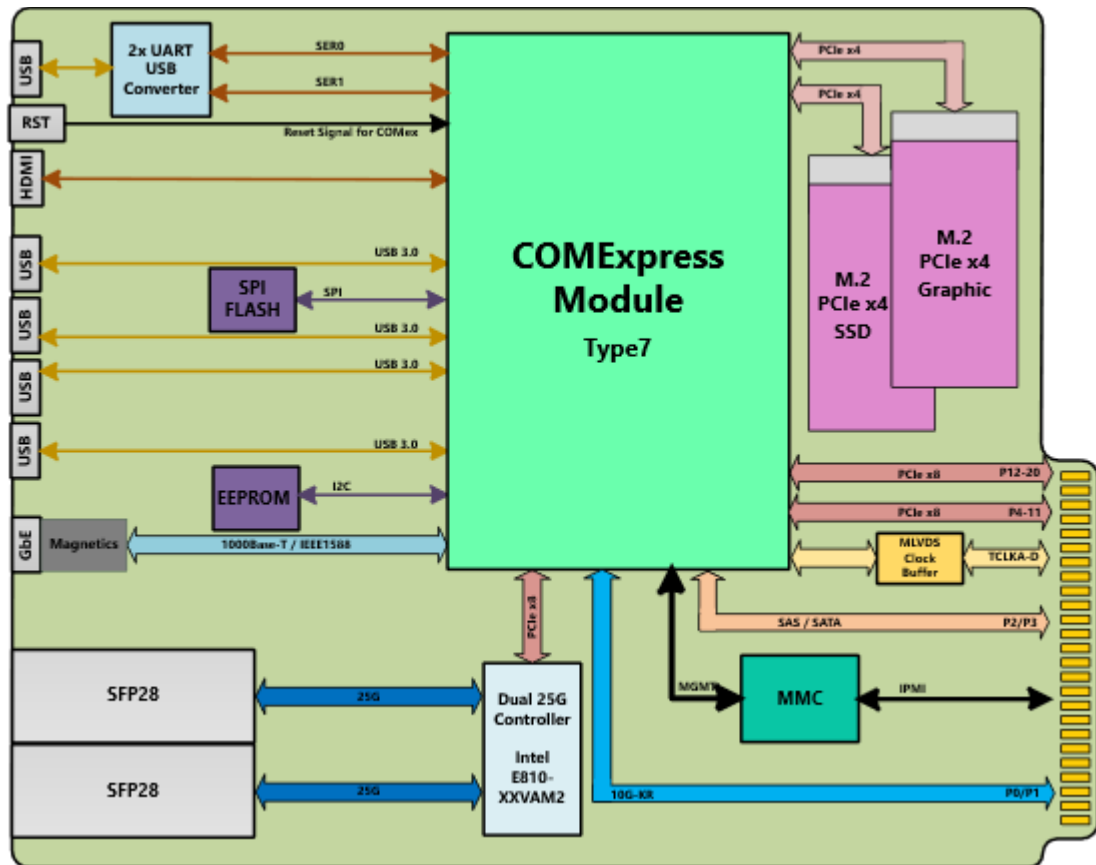 USB
2x UART
USB
Converter
SER0
SER1
RST
Reset Signal for COMex
HDMI
USB
USB 3.0
SPI
FLASH
SPI
USB
USB 3.0
USB
USB 3.0
USB
USB 3.0
EEPROM
I2C
GbE
Magnetics
1000Base-T / IEEE1588
COMExpress
Module
Type7
PCIe x4
PCIe x4
M.2
PCIe x4
SSD
M.2
PCIe x4
Graphic
PCIe x8
P12-20
PCIe x8
P4-11
MLVDS
Clock
Buffer
TCLKA-D
SAS / SATA
P2/P3
PCIe x8
MGMT
MMC
IPMI
SFP28
25G
SFP28
25G
Dual 25G
Controller
Intel
E810-
XXVAM2
10G-KR
P0/P1